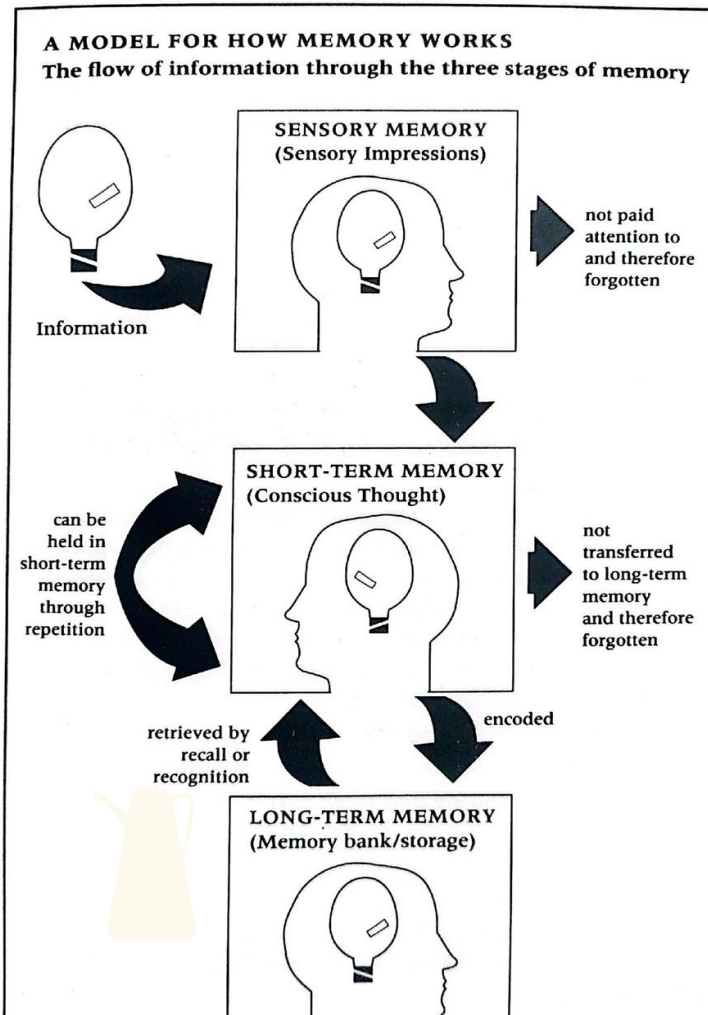 A MODEL FOR HOW MEMORY WORKS
The flow of information through the three stages of memory
SENSORY MEMORY
(Sensory Impressions)
not paid
attention to
and therefore
forgotten
Information
SHORT-TERM MEMORY
(Conscious Thought)
can be
held in
short-term
memory
through
repetition
not
transferred
to long-term
memory
and therefore
forgotten
retrieved by
recall or
recognition
encoded
LONG-TERM MEMORY
(Memory bank/storage)